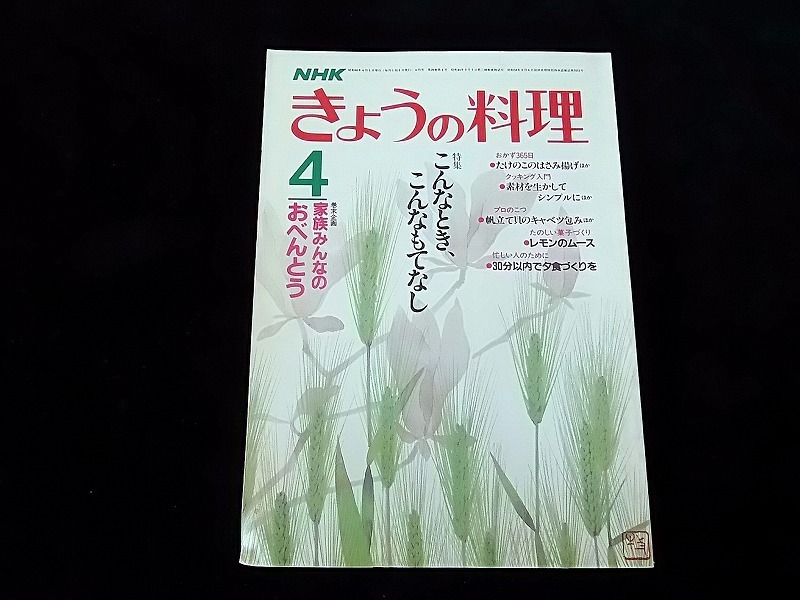 NHK
きょうの料理
4
巻末企画
家族みんなの
おべんとう
特集
こんなとき、
こんなもてなし
おかず365日
●たけのこのはさみ揚げほか
クッキング入門
●素材を生かして
シンプルにほか
プロのこつ
●帆立て貝のキャベツ包みほか
たのしい菓子づくり
●レモンのムース
忙しい人のために
●30分以内で夕食づくりを